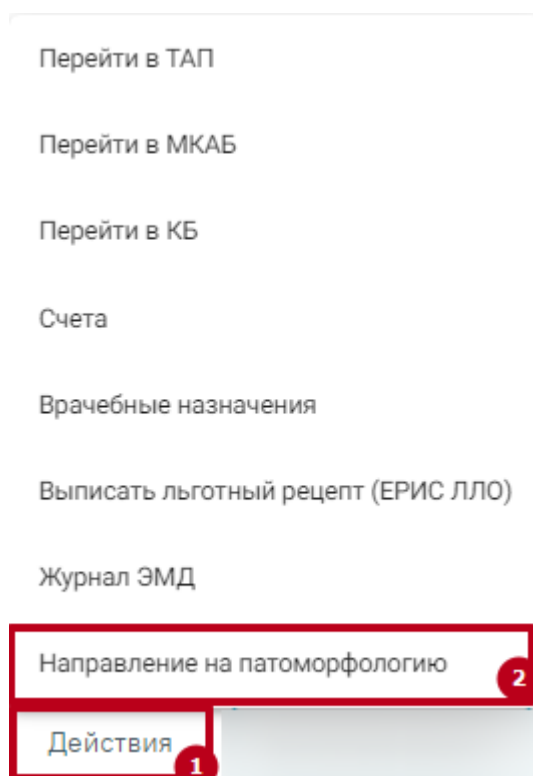 Перейти в ТАП
Перейти в МКАБ
Перейти в КБ
Счета
Врачебные назначения
Выписать льготный рецепт (ЕРИС ЛЛО)
Журнал ЭМД
Направление на патоморфологию
2
Действия
1